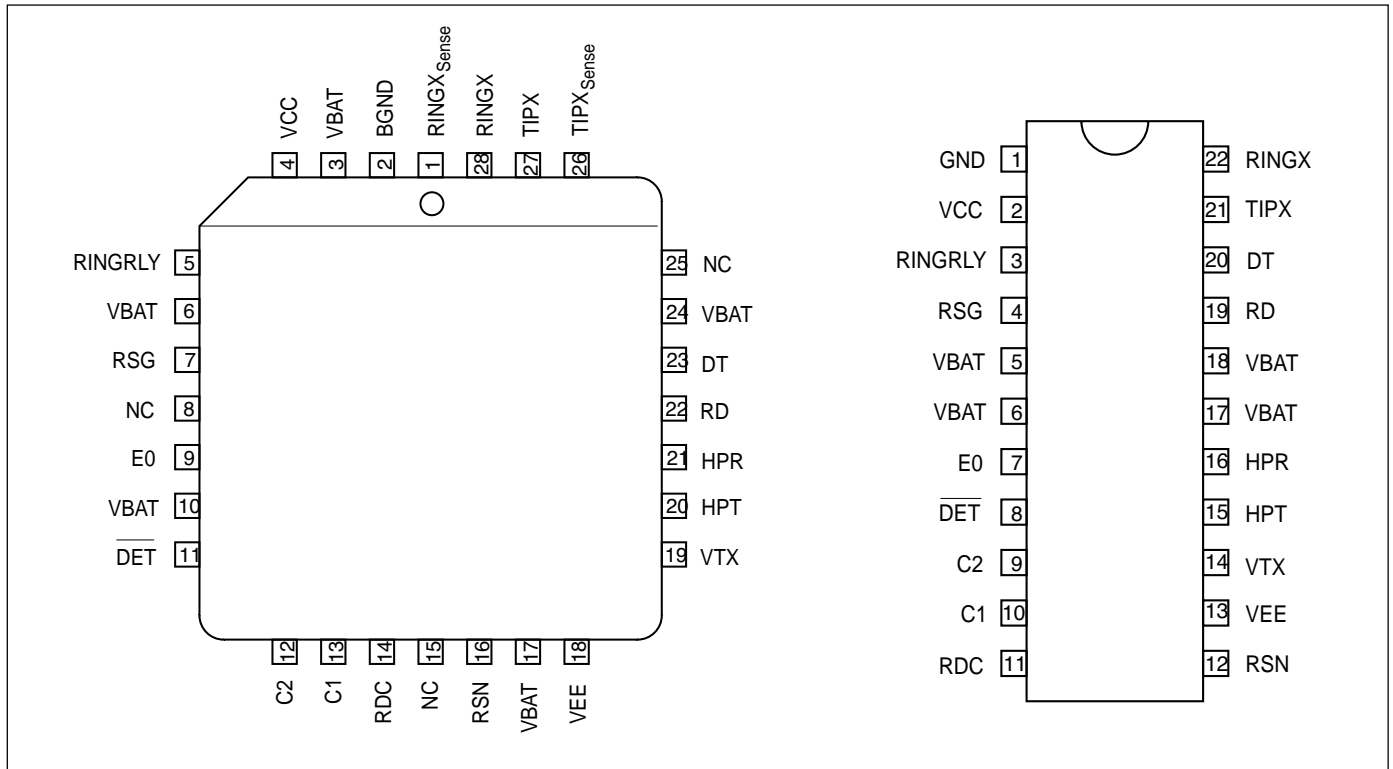 VCC
VBAT
BGND
RINGX Sense
RINGX
TIPX
TIPX Sense
4
3
2
1
28
27
26
RINGRLY 5
VBAT 6
RSG 7
NC 8
E0 9
VBAT 10
DET 11
25 NC
24 VBAT
23 DT
22 RD
21 HPR
20 HPT
19 VTX
12
13
14
15
16
17
18
C2
C1
RDC
NC
RSN
VBAT
VEE
GND 1
VCC 2
RINGRLY 3
RSG 4
VBAT 5
VBAT 6
E0 7
DET 8
C2 9
C1 10
RDC 11
22 RINGX
21 TIPX
20 DT
19 RD
18 VBAT
17 VBAT
16 HPR
15 HPT
14 VTX
13 VEE
12 RSN